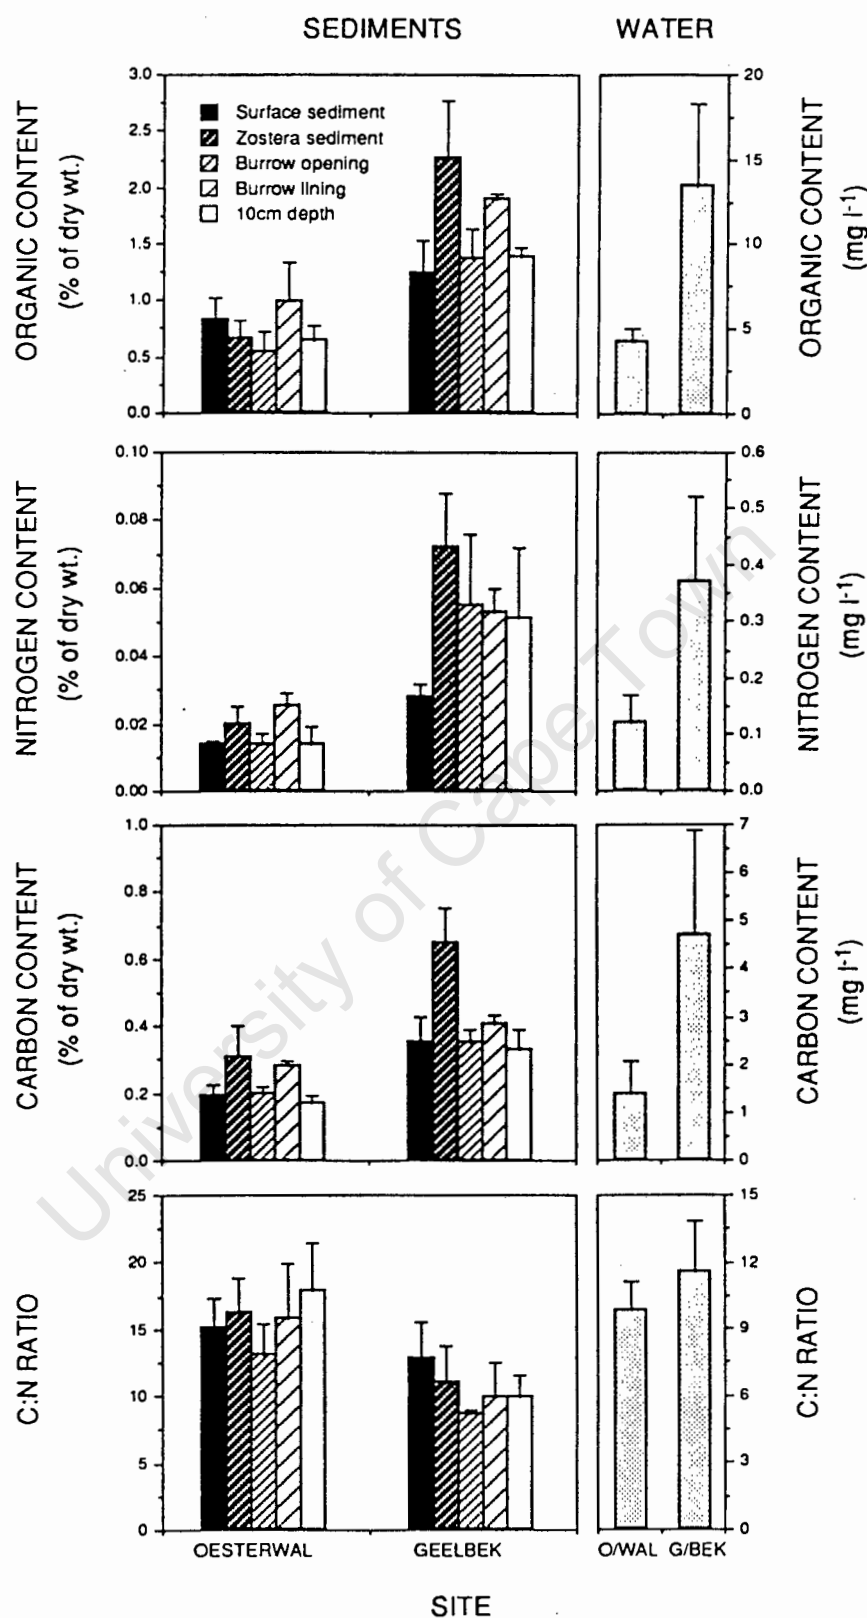 SEDIMENTS
WATER
ORGANIC CONTENT
(% of dry wt.)
3.0
2.5
2.0
1.5
1.0
0.5
0.0
Surface sediment
Zostera sediment
Burrow opening
Burrow lining
10cm depth
20
15
10
5
0
ORGANIC CONTENT
(mg l-1)
NITROGEN CONTENT
(% of dry wt.)
0.10
0.08
0.06
0.04
0.02
0.00
0.6
0.5
0.4
0.3
0.2
0.1
0.0
NITROGEN CONTENT
(mg l-1)
CARBON CONTENT
(% of dry wt.)
1.0
0.8
0.6
0.4
0.2
0.0
7
6
5
4
3
2
1
0
CARBON CONTENT
(mg l-1)
C:N RATIO
25
20
15
10
5
0
15
12
9
6
3
0
C:N RATIO
OESTERWAL
GEELBEK
O/WAL
G/BEK
SITE
University of Cape Town